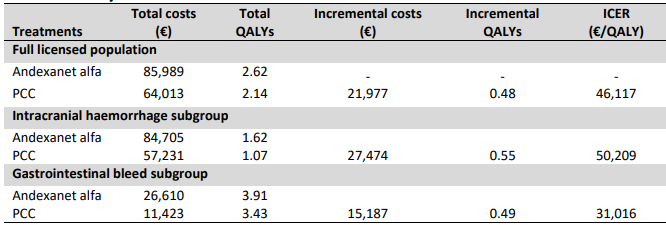 Treatments Total costs (€) Total QALYs Incremental costs (€) Incremental QALYs ICER (€/QALY)
Full licensed population
Andexanet alfa 85,989 2.62 - - -
PCC 64,013 2.14 21,977 0.48 46,117
Intracranial haemorrhage subgroup
Andexanet alfa 84,705 1.62
PCC 57,231 1.07 27,474 0.55 50,209
Gastrointestinal bleed subgroup
Andexanet alfa 26,610 3.91
PCC 11,423 3.43 15,187 0.49 31,016